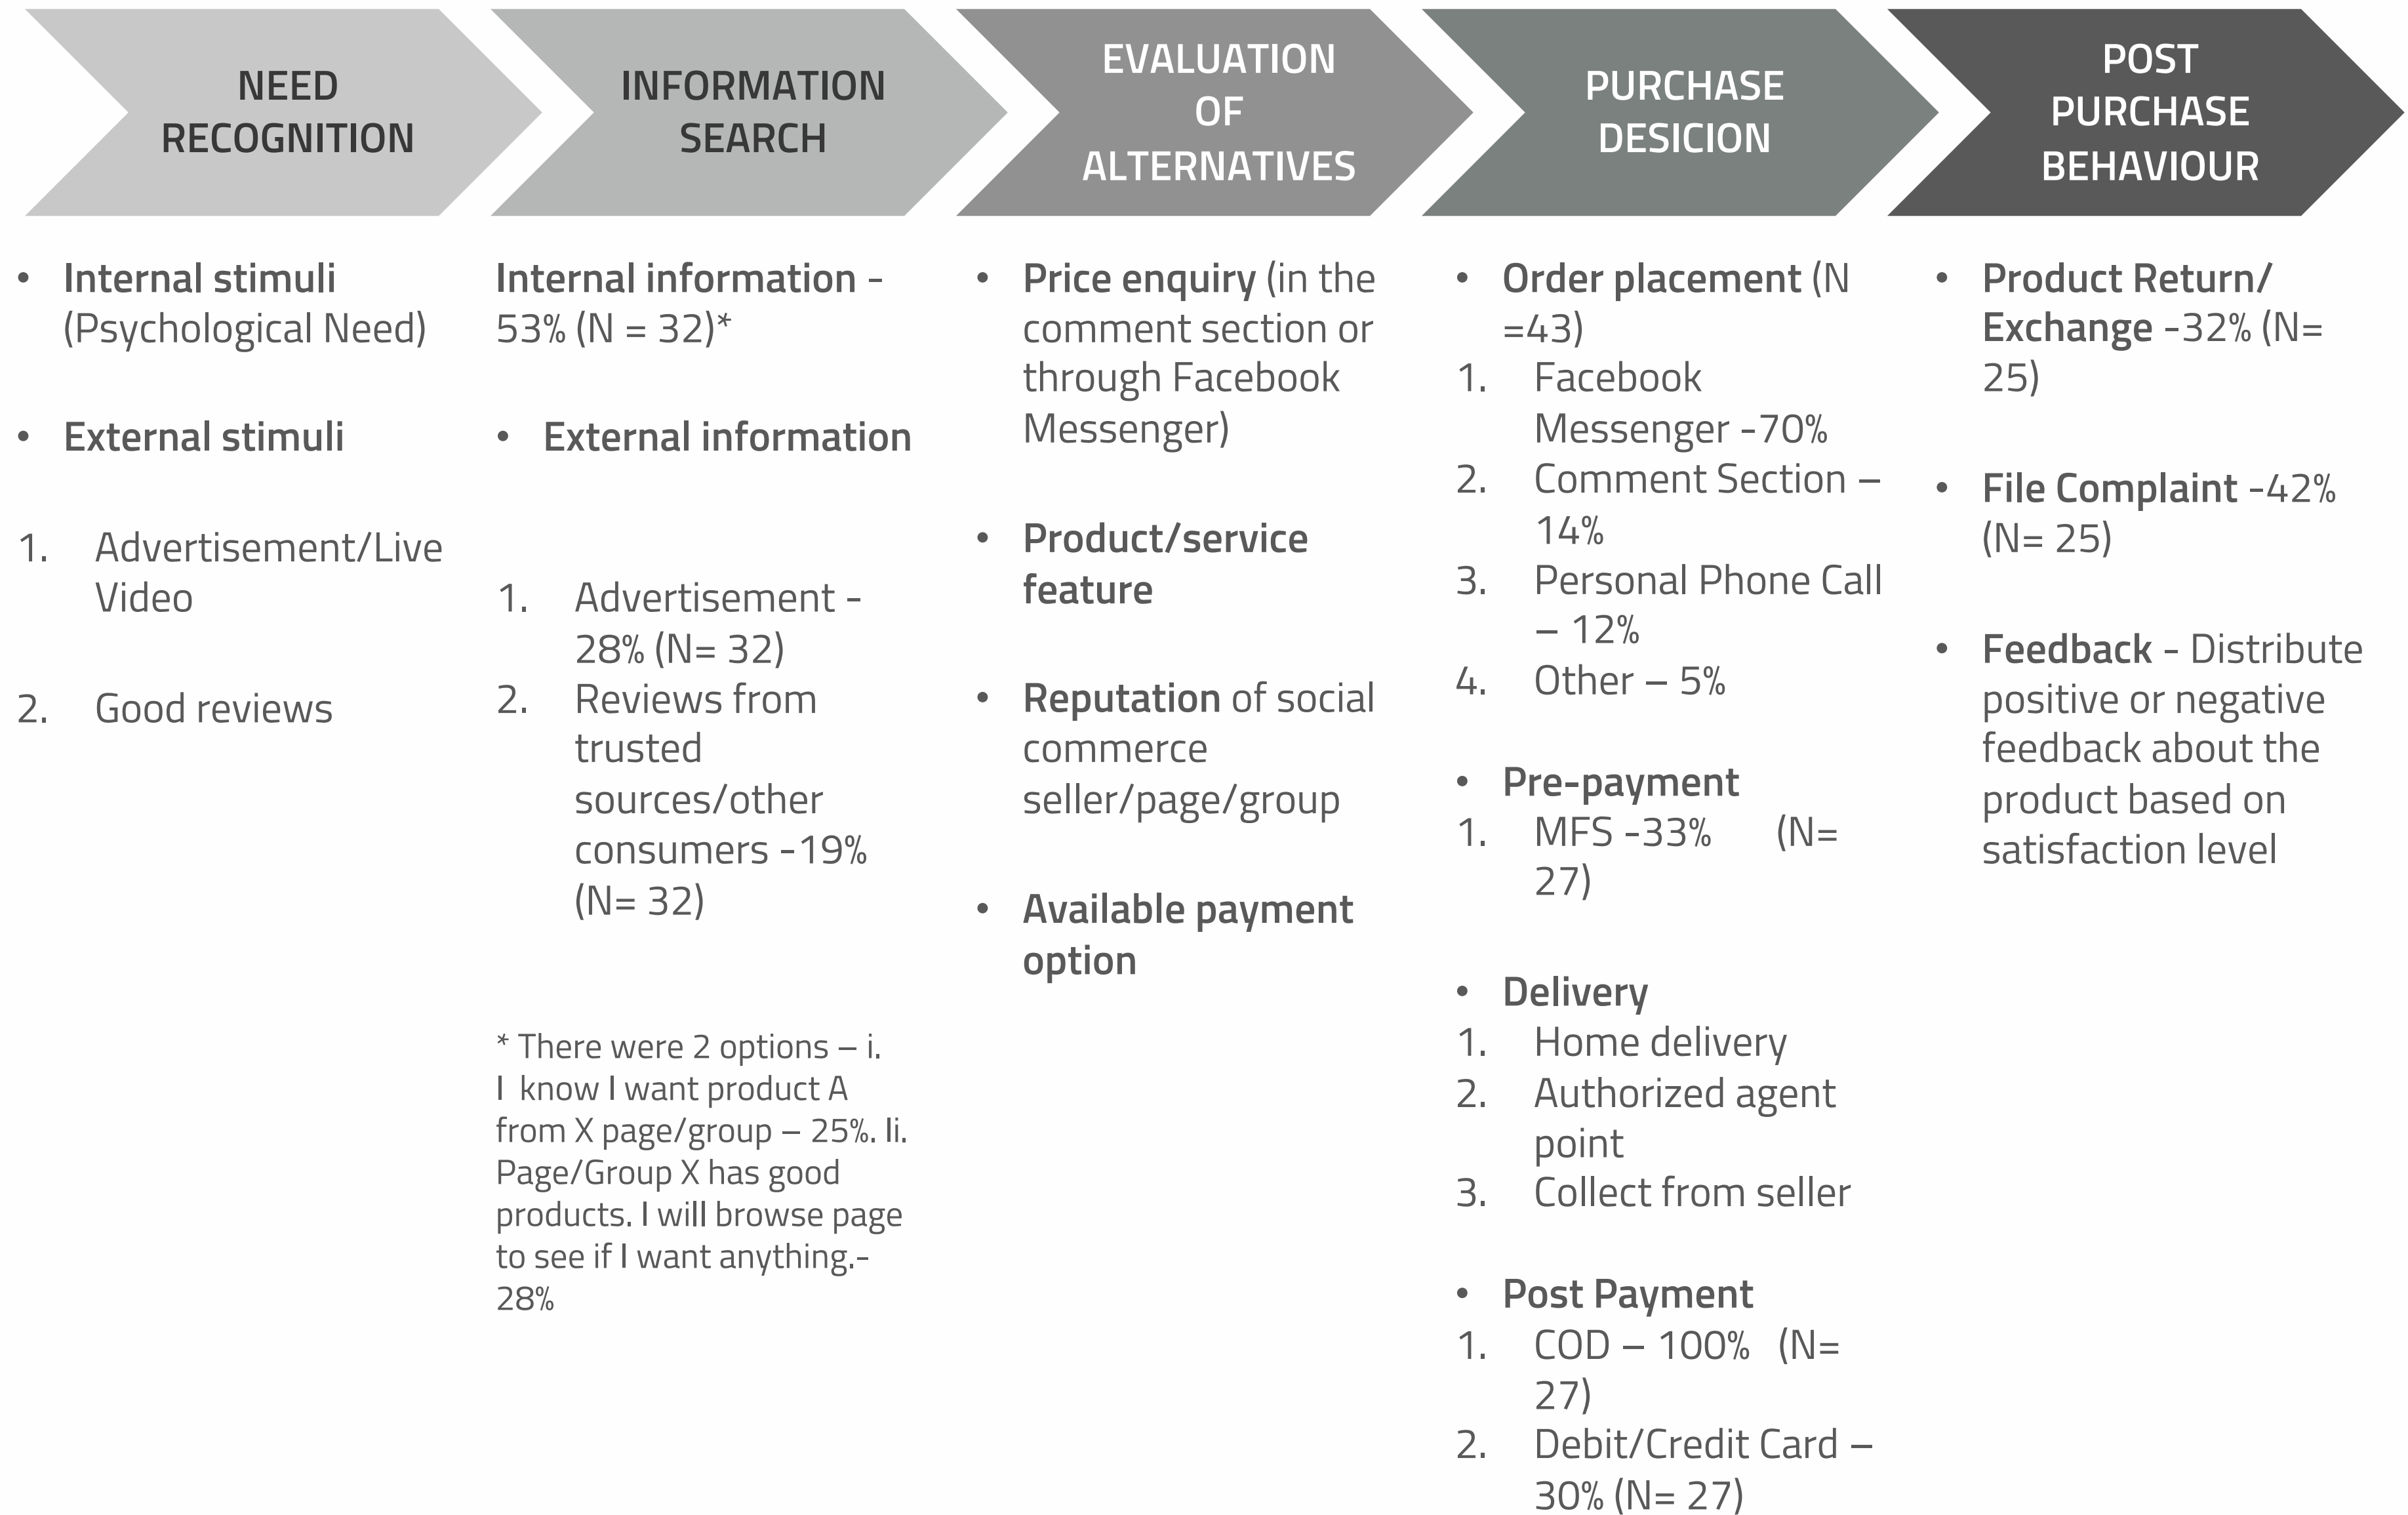 NEED
RECOGNITION
INFORMATION
SEARCH
EVALUATION
OF
ALTERNATIVES
PURCHASE
DESICION
POST
PURCHASE
BEHAVIOUR
• Internal stimuli
(Psychological Need)
• External stimuli
1. Advertisement/Live
Video
2. Good reviews
Internal information -
53% (N = 32)*
• External information
1. Advertisement -
28% (N= 32)
2. Reviews from
trusted
sources/other
consumers -19%
(N= 32)
* There were 2 options – i.
I know I want product A
from X page/group – 25%. Ii.
Page/Group X has good
products. I will browse page
to see if I want anything.-
28%
• Price enquiry (in the
comment section or
through Facebook
Messenger)
• Product/service
feature
• Reputation of social
commerce
seller/page/group
• Available payment
option
• Order placement (N
=43)
1. Facebook
Messenger -70%
2. Comment Section –
14%
3. Personal Phone Call
– 12%
4. Other – 5%
• Pre-payment
1. MFS -33% (N=
27)
• Delivery
1. Home delivery
2. Authorized agent
point
3. Collect from seller
• Post Payment
1. COD – 100% (N=
27)
2. Debit/Credit Card –
30% (N= 27)
• Product Return/
Exchange -32% (N=
25)
• File Complaint -42%
(N= 25)
• Feedback - Distribute
positive or negative
feedback about the
product based on
satisfaction level